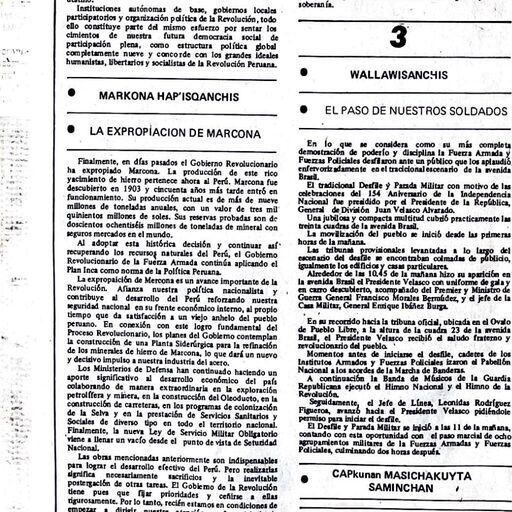 Instituciones autónomas de base, gobiernos locales
participatorios y organización política de la Revolución, todo
ello constituye parte del mismo esfuerzo por sentar los
cimientos de nuestra futura democracia social de
participación plena, como estructura política global
completamente nueva y concorde con los grandes ideales
humanistas, libertarios y socialistas de la Revolución Peruana.
MARKONA HAP'ISQANCHIS
LA EXPROPIACION DE MARCONA
Finalmente, en días pasados el Gobierno Revolucionario
ha expropiado Marcona. La producción de este rico
yacimiento de hierro pertenece ahora al Perú. Marcona fue
descubierto en 1903 y cincuenta años más tarde entró en
funcionamiento. Su producción actual es de más de nueve
millones de toneladas anuales, con un valor de tres mil
quinientos millones de soles. Sus reservas probadas son de
doscientos ochentiséis millones de toneladas de mineral con
seguros mercados en el mundo.
Al adoptar esta histórica decisión y continuar así
recuperando los recursos naturales del Perú, el Gobierno
Revolucionario de la Fuerza Armada continúa aplicando el
Plan Inca como norma de la Política Peruana.
La expropiación de Marcona es un avance importante de la
Revolución. Afianza nuestra política nacionalista y
contribuye al desarrollo del Perú reforzando nuestra
seguridad nacional en su frente económico interno, al propio
tiempo que da satisfacción a un viejo anhelo del pueblo
peruano. En conexión con este logro fundamental del
Proceso Revolucionario, los planes del Gobierno contemplan
la construcción de una Planta Siderúrgica para la refinación
de los minerales de hierro de Marcona, lo que dará un nuevo
y decisivo impulso a nuestra industria del acero.
Los Ministerios de Defensa han continuado haciendo un
aporte significativo al desarrollo económico del país
colaborando de manera extraordinaria en la exploración
petrolífera y minera, en la construcción del Oleoducto, en la
construcción de carreteras, en los programas de colonización
de la Selva y en la prestación de Servicios Sanitarios y
Sociales de diverso tipo en todo el territorio nacional.
Finalmente, la nueva Ley de Servicio Militar Obligatorio
viene a llenar un vacío desde el punto de vista de Seguridad
Nacional.
Las obras mencionadas anteriormente son indispensables
para lograr el desarrollo efectivo del Perú. Pero realizarlas
significa necesariamente sacrificios y la inevitable
postergación de otras tareas. El Gobierno de la Revolución
tiene pues que fijar prioridades y ceñirse a ellas
rigurosamente. Por lo tanto, recién estamos en condiciones de
empezar a dirigir nuestra
soberanía.
3
WALLAWISANCHIS
EL PASO DE NUESTROS SOLDADOS
En lo que se considera como su más completa
demostración de poderío y disciplina la Fuerza Armada y
Fuerzas Policiales desfilaron ante un público que los aplaudió
enfervorizadamente en el tradicional escenario de la avenida
Brasil.
El tradicional Desfile y Parada Militar con motivo de las
celebraciones del 154 Aniversario de la Independencia
Nacional fue presidido por el Presidente de la República,
General de División Juan Velasco Alvarado.
Una jubilosa y compacta multitud cubrió practicamente las
treinta cuadras de la avenida Brasil.
La movilización del pueblo se inició desde las primeras
horas de la mañana.
Las tribunas provisionales levantadas a lo largo del
escenario del desfile se encontraban colmadas de público,
igualmente los edificios y casas particulares.
Alrededor de las 10,45 de la mañana hizo su aparición en
la avenida Brasil el Presidente Velasco con uniforme de gala y
en carro descubierto, acompañado del Premier y Ministro de
Guerra General Francisco Morales Bermúdez, y el jefe de la
Casa Militar, General Enrique Ibáñez Burga.
En su recorrido hacia la tribuna oficial, ubicada en el Ovalo
de Pueblo Libre, a la altura de la cuadra 23 de la avenida
Brasil, el Presidente Velasco recibió el saludo fraterno y
revolucionario del pueblo.
Momentos antes de iniciarse el desfile, cadetes de los
Institutos Armados y Fuerzas Policiales izaron el Pabellón
Nacional a los acordes de la Marcha de Banderas.
A continuación la Banda de Músicos de la Guardia
Republicana ejecutó el Himno Nacional y el Himno de la
Revolución.
Seguidamente, el Jefe de Línea, Leonidas Rodríguez
Figueroa, avanzó hacia el Presidente Velasco pidiéndole
permiso para iniciar el desfile.
El Desfile y Parada Militar se inició a las 11 de la mañana,
contando con esta oportunidad con el paso marcial de ocho
agrupamientos militares de la Fuerzas Armadas y Fuerzas
Policiales, culminando dos horas después.
CAPkunan MASICHAKUYTA
SAMINCHAN